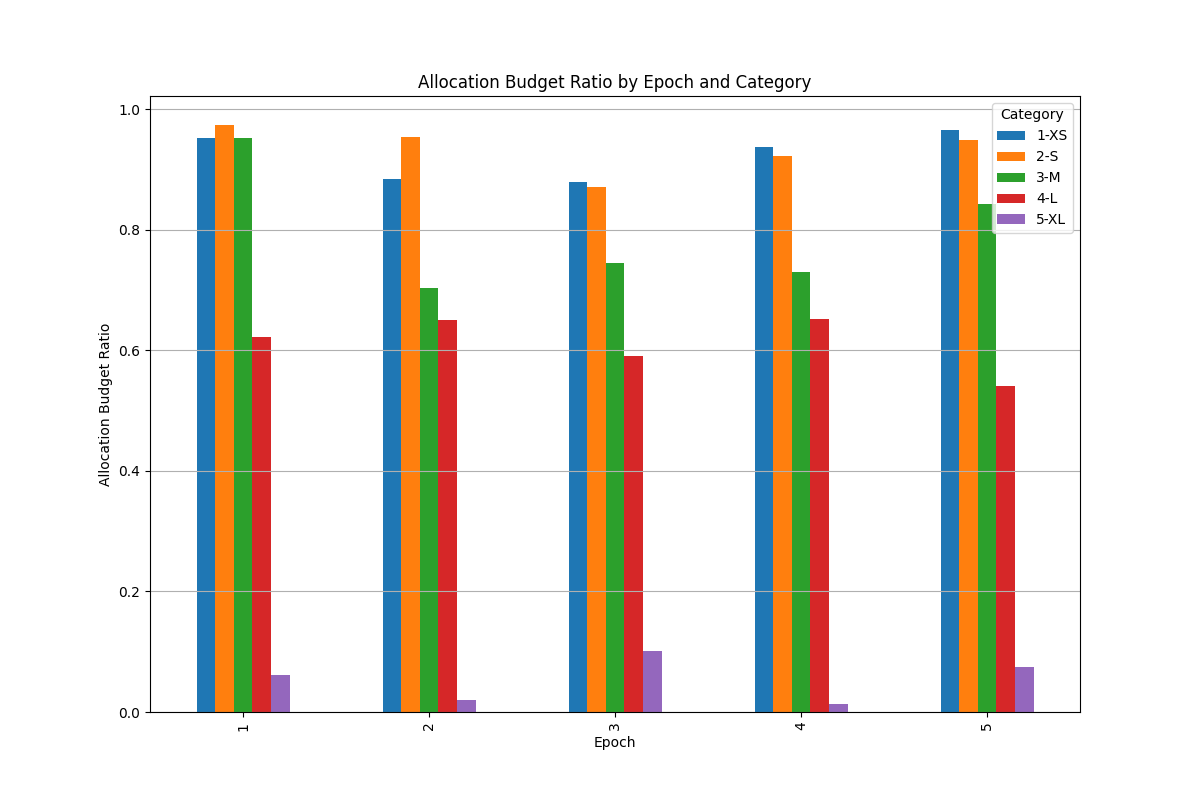 Allocation Budget Ratio by Epoch and Category
Allocation Budget Ratio
1.0
0.8
0.6
0.4
0.2
0.0
Category
1-XS
2-S
3-M
4-L
5-XL
1
2
3
4
5
Epoch